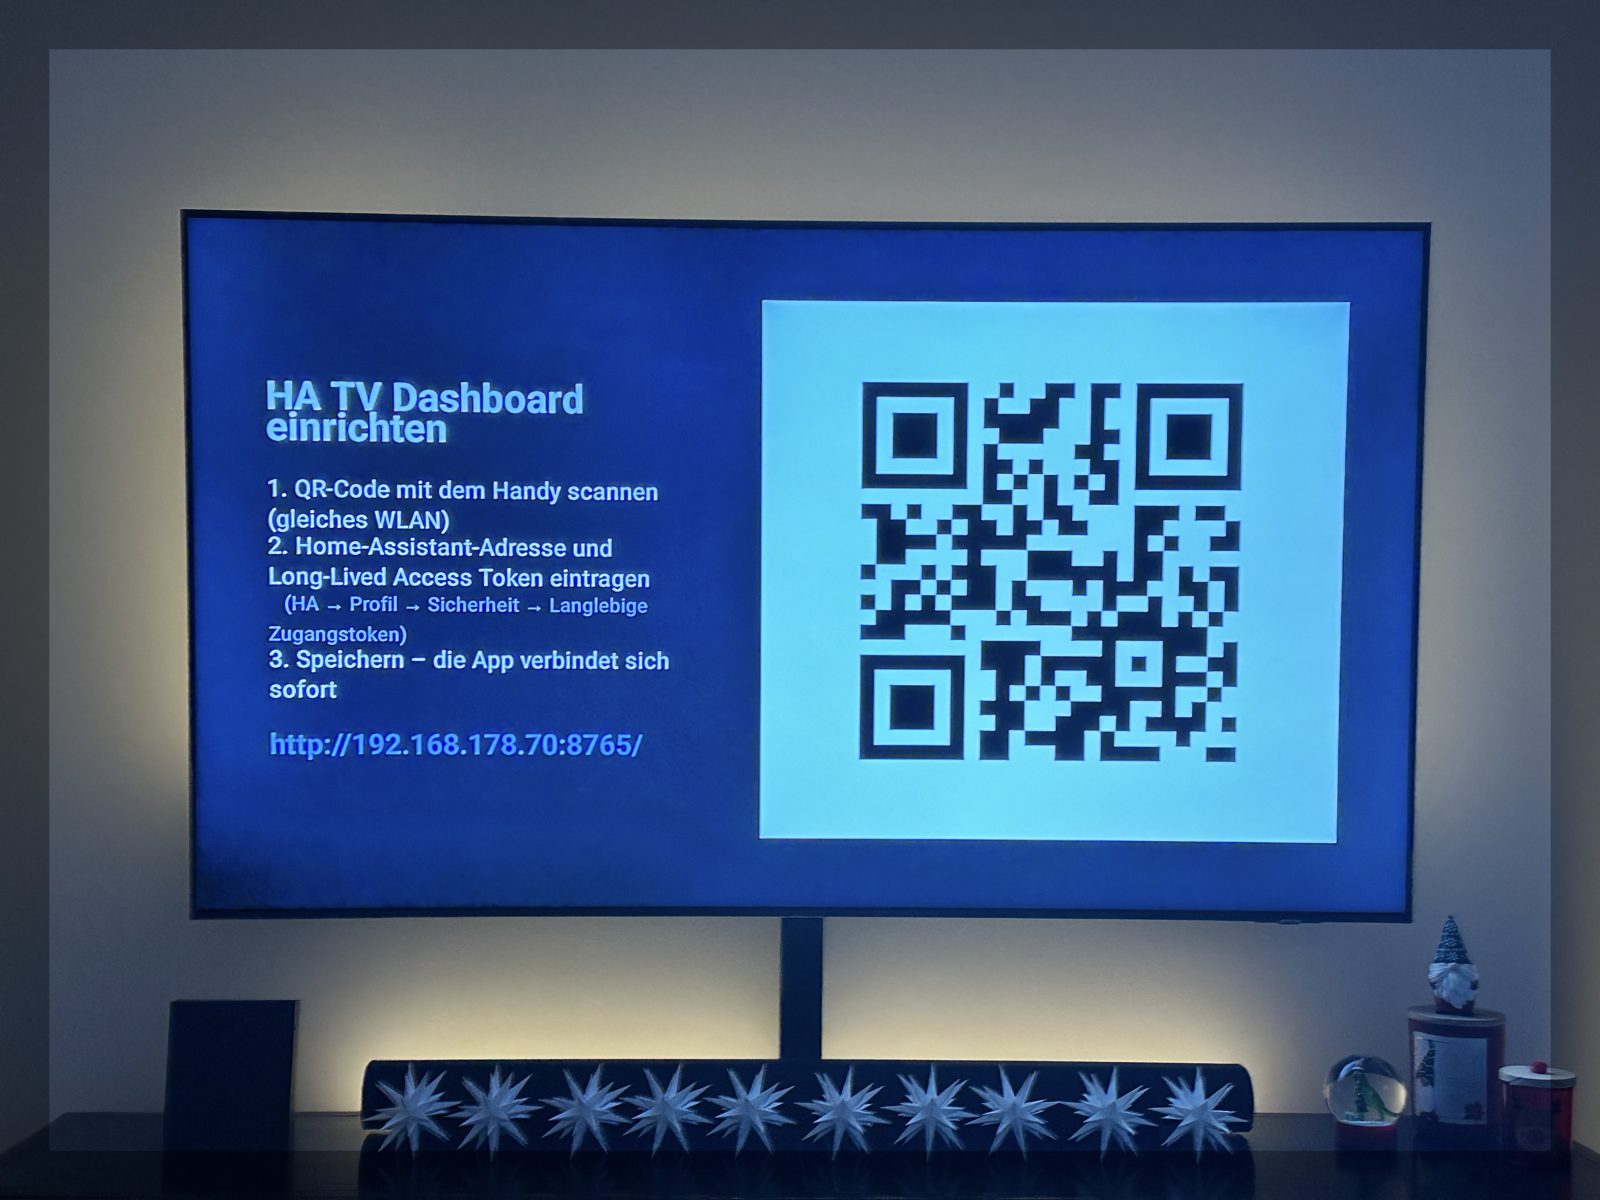 HA TV Dashboard
einrichten
1. QR-Code mit dem Handy scannen
(gleiches WLAN)
2. Home-Assistant-Adresse und
Long-Lived Access Token eintragen
(HA → Profil → Sicherheit → Langlebige
Zugangstoken)
3. Speichern – die App verbindet sich
sofort
http://192.168.178.70:8765/